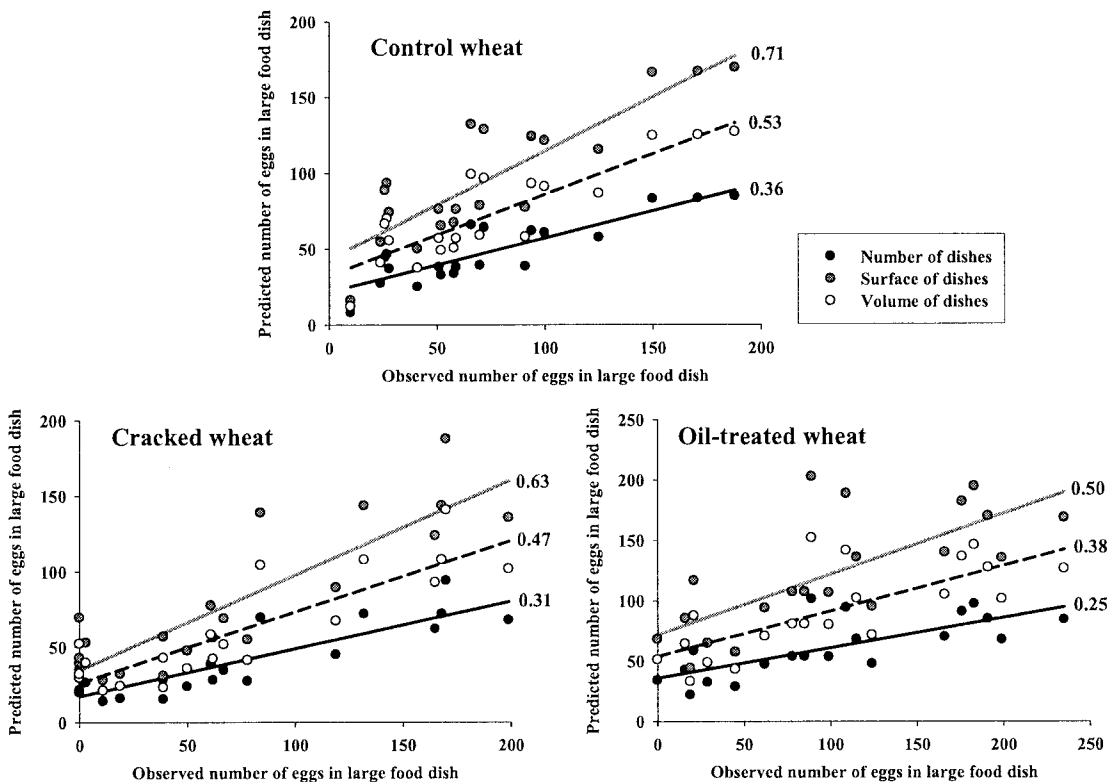 Control wheat
Predicted number of eggs in large food dish
200
150
100
50
0
0.71
0.53
0.36
0 50 100 150 200
Observed number of eggs in large food dish
Number of dishes
Surface of dishes
Volume of dishes
Cracked wheat
Predicted number of eggs in large food dish
200
150
100
50
0
0.63
0.47
0.31
0 50 100 150 200
Observed number of eggs in large food dish
Oil-treated wheat
Predicted number of eggs in large food dish
250
200
150
100
50
0
0.50
0.38
0.25
0 50 100 150 200 250
Observed number of eggs in large food dish